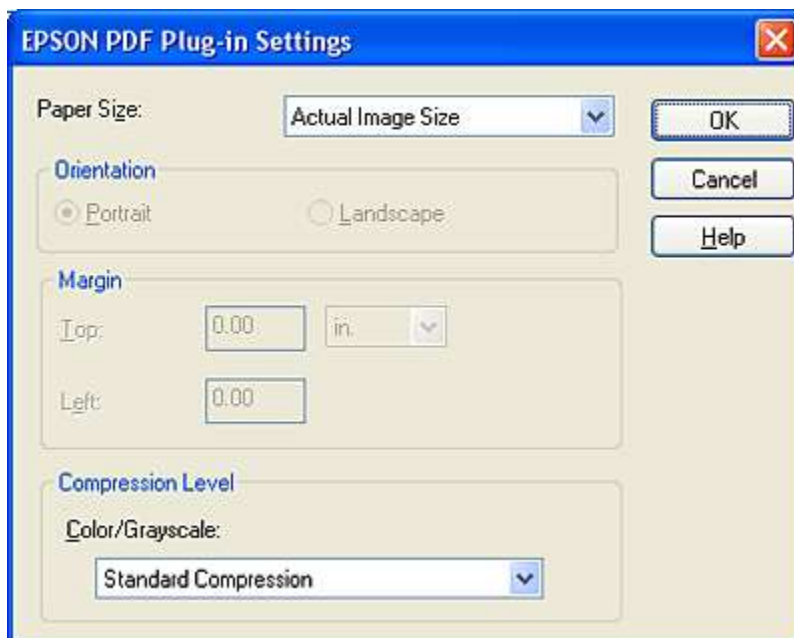 EPSON PDF Plug-in Settings
Paper Size: Actual Image Size OK
Orientation Cancel
Portrait Landscape
Help
Margin
Top: 0.00 in.
Left: 0.00
Compression Level
Color/Grayscale:
Standard Compression